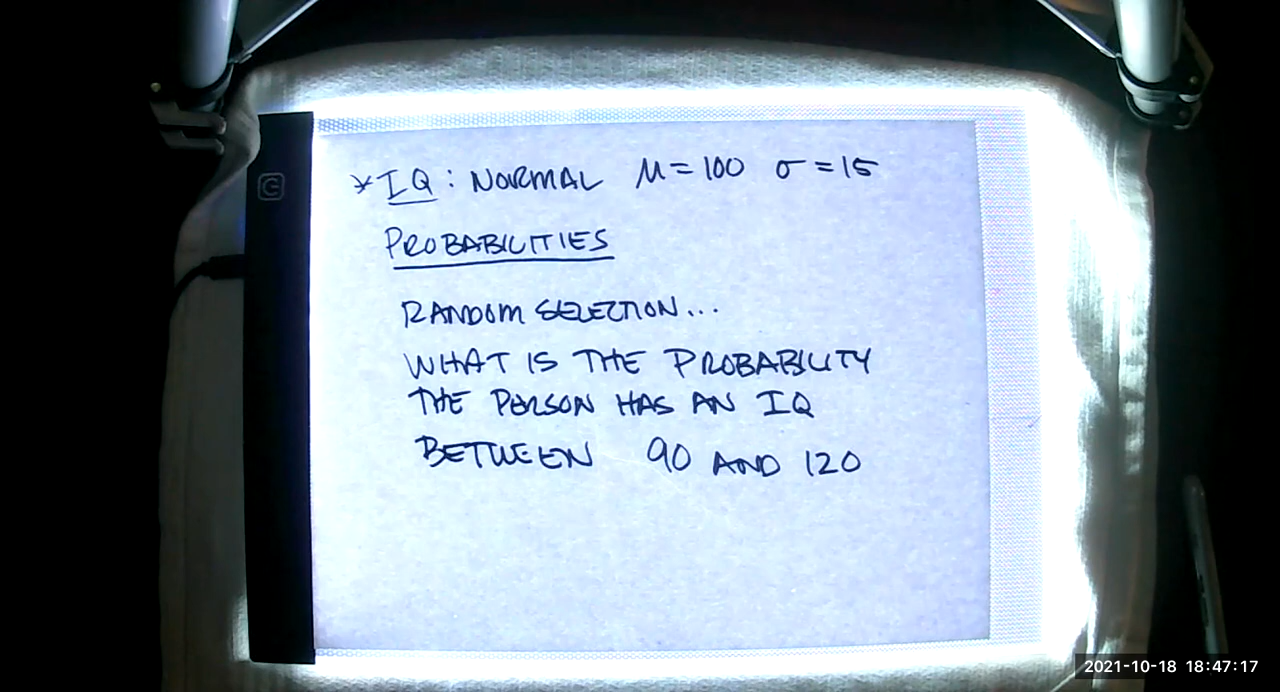 *IQ: NORMAL μ=100 σ=15
PROBABILITIES
RANDOM SELECTION...
WHAT IS THE PROBABILITY
THE PERSON HAS AN IQ
BETWEEN 90 AND 120
2021-10-18 18:47:17